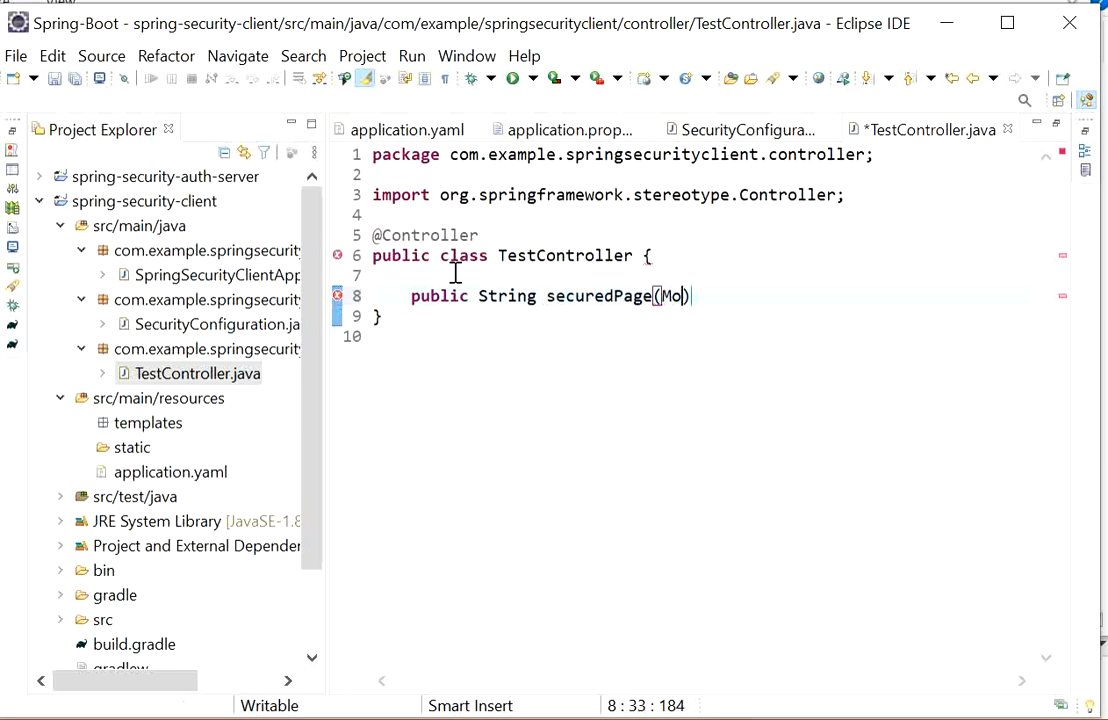 Spring-Boot - spring-security-client/src/main/java/com/example/springsecurityclient/controller/TestController.java - Eclipse IDE
File Edit Source Refactor Navigate Search Project Run Window Help
Project Explorer
application.yaml
application.prop...
SecurityConfigura...
*TestController.java
spring-security-auth-server
spring-security-client
src/main/java
com.example.springsecurity
SpringSecurityClientApp
com.example.springsecurity
SecurityConfiguration.ja
com.example.springsecurity
TestController.java
src/main/resources
templates
static
application.yaml
src/test/java
JRE System Library [JavaSE-1.8
Project and External Depender
bin
gradle
src
build.gradle
gradlew
1 package com.example.springsecurityclient.controller;
2
3 import org.springframework.stereotype.Controller;
4
5 @Controller
6 public class TestController {
7
8 public String securedPage(Mo)
9 }
10
Writable
Smart Insert
8 : 33 : 184